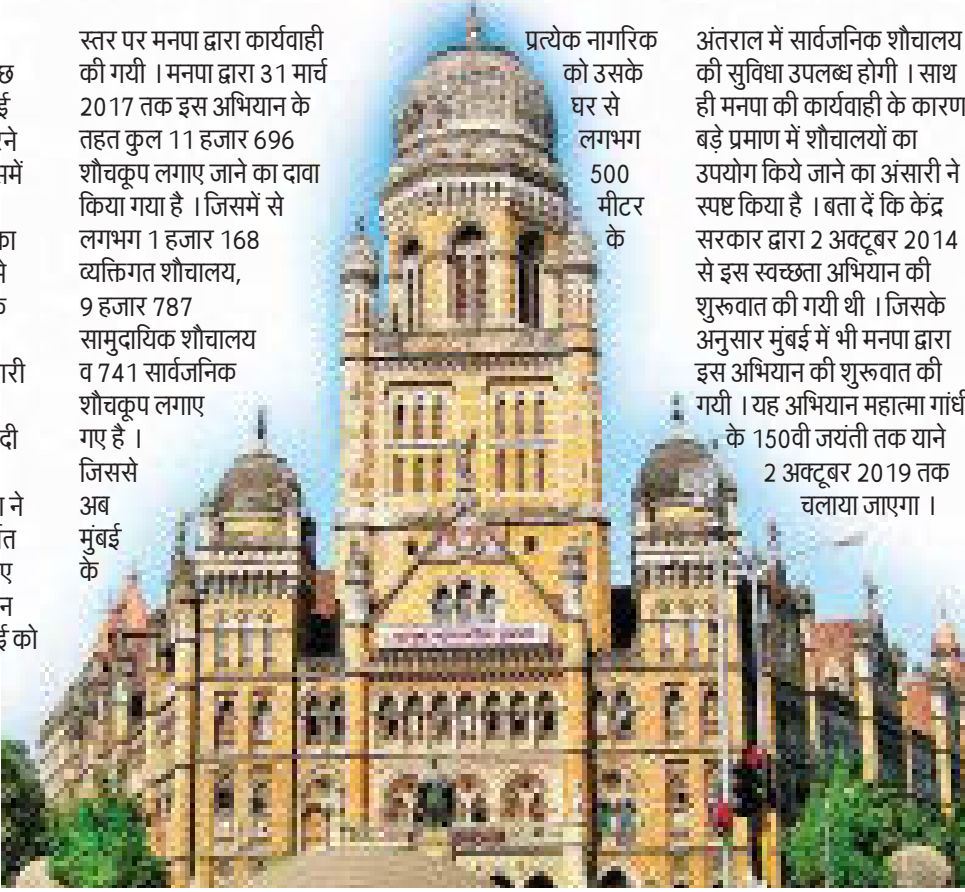 स्तर पर मनपा द्वारा कार्यवाही
की गयी । मनपा द्वारा 31 मार्च
2017 तक इस अभियान के
तहत कुल 11 हजार 696
शौचकूप लगाए जाने का दावा
किया गया है । जिसमें से
लगभग 1 हजार 168
व्यक्तिगत शौचालय,
9 हजार 787
सामुदायिक शौचालय
व 741 सार्वजनिक
शौचकूप लगाए
गए है ।
जिससे
अब
मुंबई
के
प्रत्येक नागरिक
को उसके
घर से
लगभग
500
मीटर
के
अंतराल में सार्वजनिक शौचालय
की सुविधा उपलब्ध होगी । साथ
ही मनपा की कार्यवाही के कारण
बड़े प्रमाण में शौचालयों का
उपयोग किये जाने का अंसारी ने
स्पष्ट किया है । बता दें कि केंद्र
सरकार द्वारा 2 अक्टूबर 2014
से इस स्वच्छता अभियान की
शुरूवात की गयी थी । जिसके
अनुसार मुंबई में भी मनपा द्वारा
इस अभियान की शुरूवात की
गयी । यह अभियान महात्मा गांधी
के 150वी जयंती तक याने
2 अक्टूबर 2019 तक
चलाया जाएगा ।